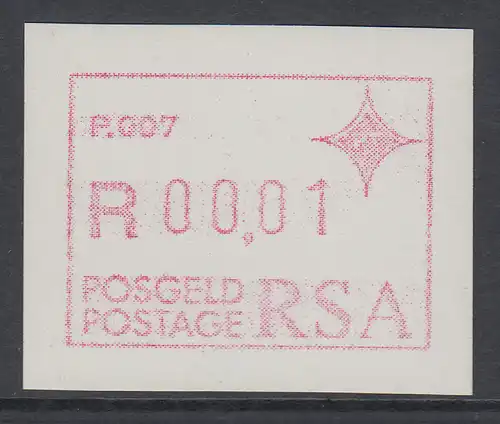 P.007
R 00,01
POSGELD
POSTAGE RSA